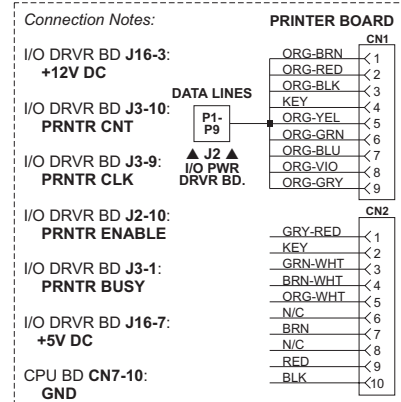 Connection Notes:
I/O DRVR BD J16-3:
+12V DC
I/O DRVR BD J3-10:
PRNTR CNT
I/O DRVR BD J3-9:
PRNTR CLK
I/O DRVR BD J2-10:
PRNTR ENABLE
I/O DRVR BD J3-1:
PRNTR BUSY
I/O DRVR BD J16-7:
+5V DC
CPU BD CN7-10:
GND
DATA LINES
P1-
P9
▲ J2 ▲
I/O PWR
DRVR BD.
PRINTER BOARD
CN1
ORG-BRN 1
ORG-RED 2
ORG-BLK 3
KEY 4
ORG-YEL 5
ORG-GRN 6
ORG-BLU 7
ORG-VIO 8
ORG-GRY 9
CN2
GRY-RED 1
KEY 2
GRN-WHT 3
BRN-WHT 4
ORG-WHT 5
N/C 6
BRN 7
N/C 8
RED 9
BLK 10